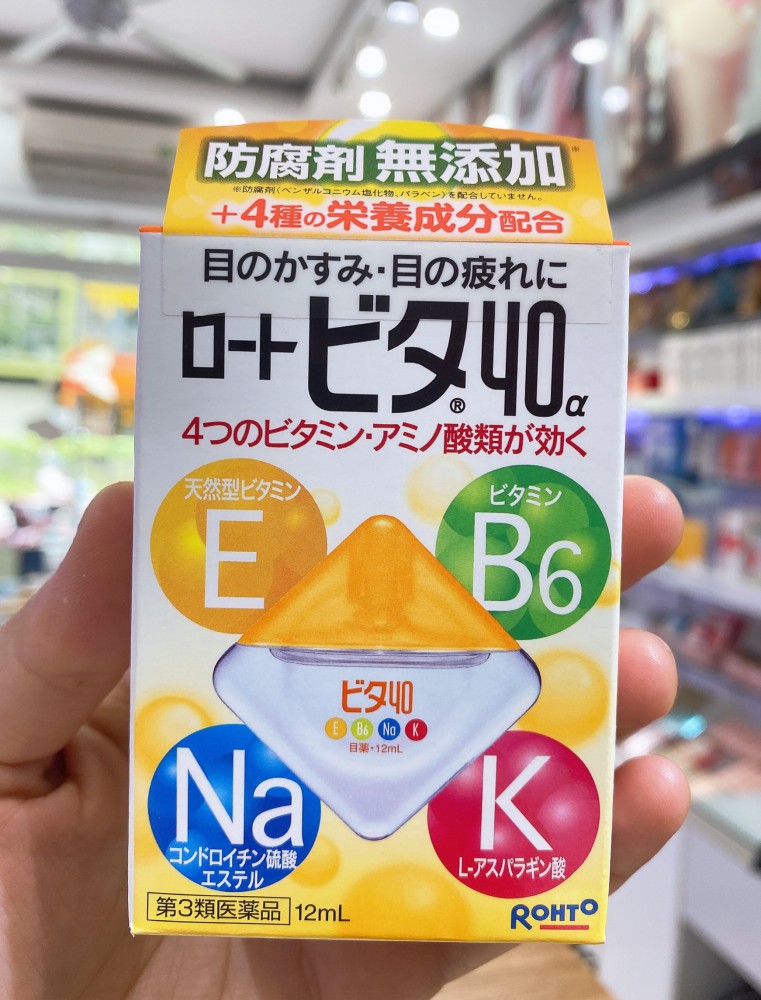 防腐剤 無添加※
※防腐剤(ベンザルコニウム塩化物、パラベン)を配合していません。
+4種の栄養成分配合
目のかすみ・目の疲れに
ロートビタ®40α
4つのビタミン・アミノ酸類が効く
天然型ビタミン
E
ビタミン
B6
ビタ40
E B6 Na K
目薬・12mL
Na
コンドロイチン硫酸
エステル
K
L-アスパラギン酸
第3類医薬品 12mL
ROHTO